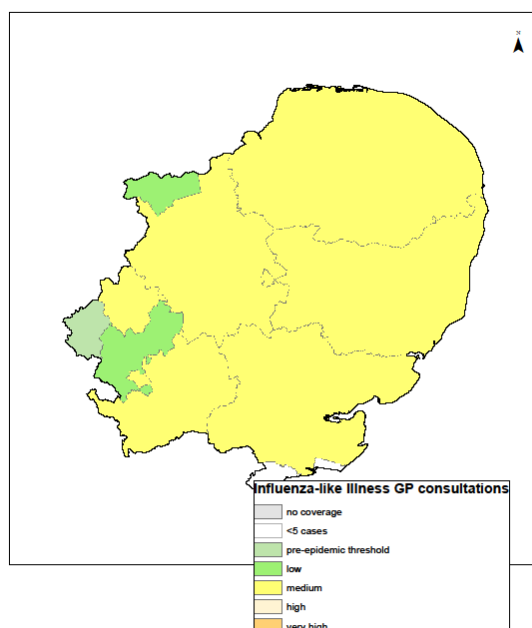 N
Influenza-like Illness GP consultations
no coverage
<5 cases
pre-epidemic threshold
low
medium
high
very high